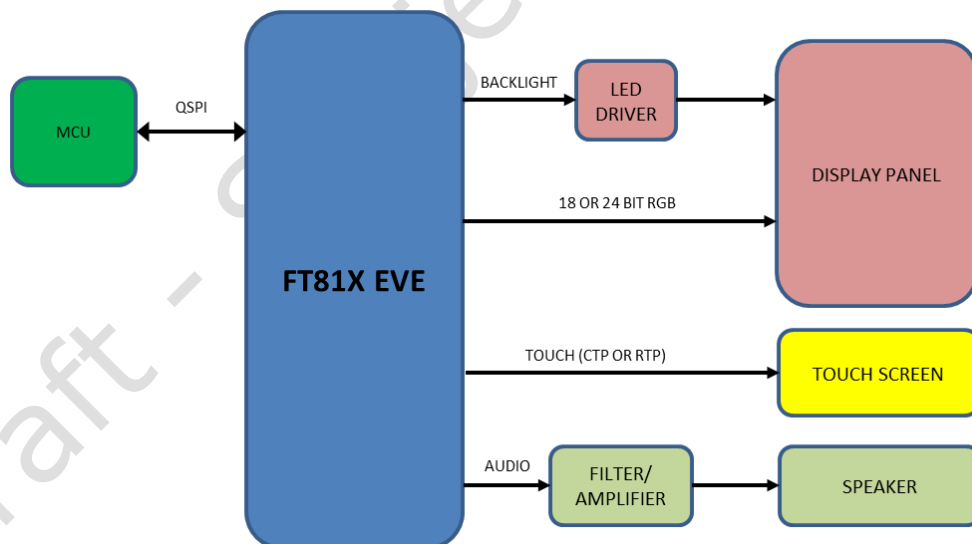 BACKLIGHT
LED
DRIVER
QSPI
MCU
DISPLAY PANEL
18 OR 24 BIT RGB
FT81X EVE
TOUCH (CTP OR RTP)
TOUCH SCREEN
AUDIO
FILTER/
AMPLIFIER
SPEAKER
raft -